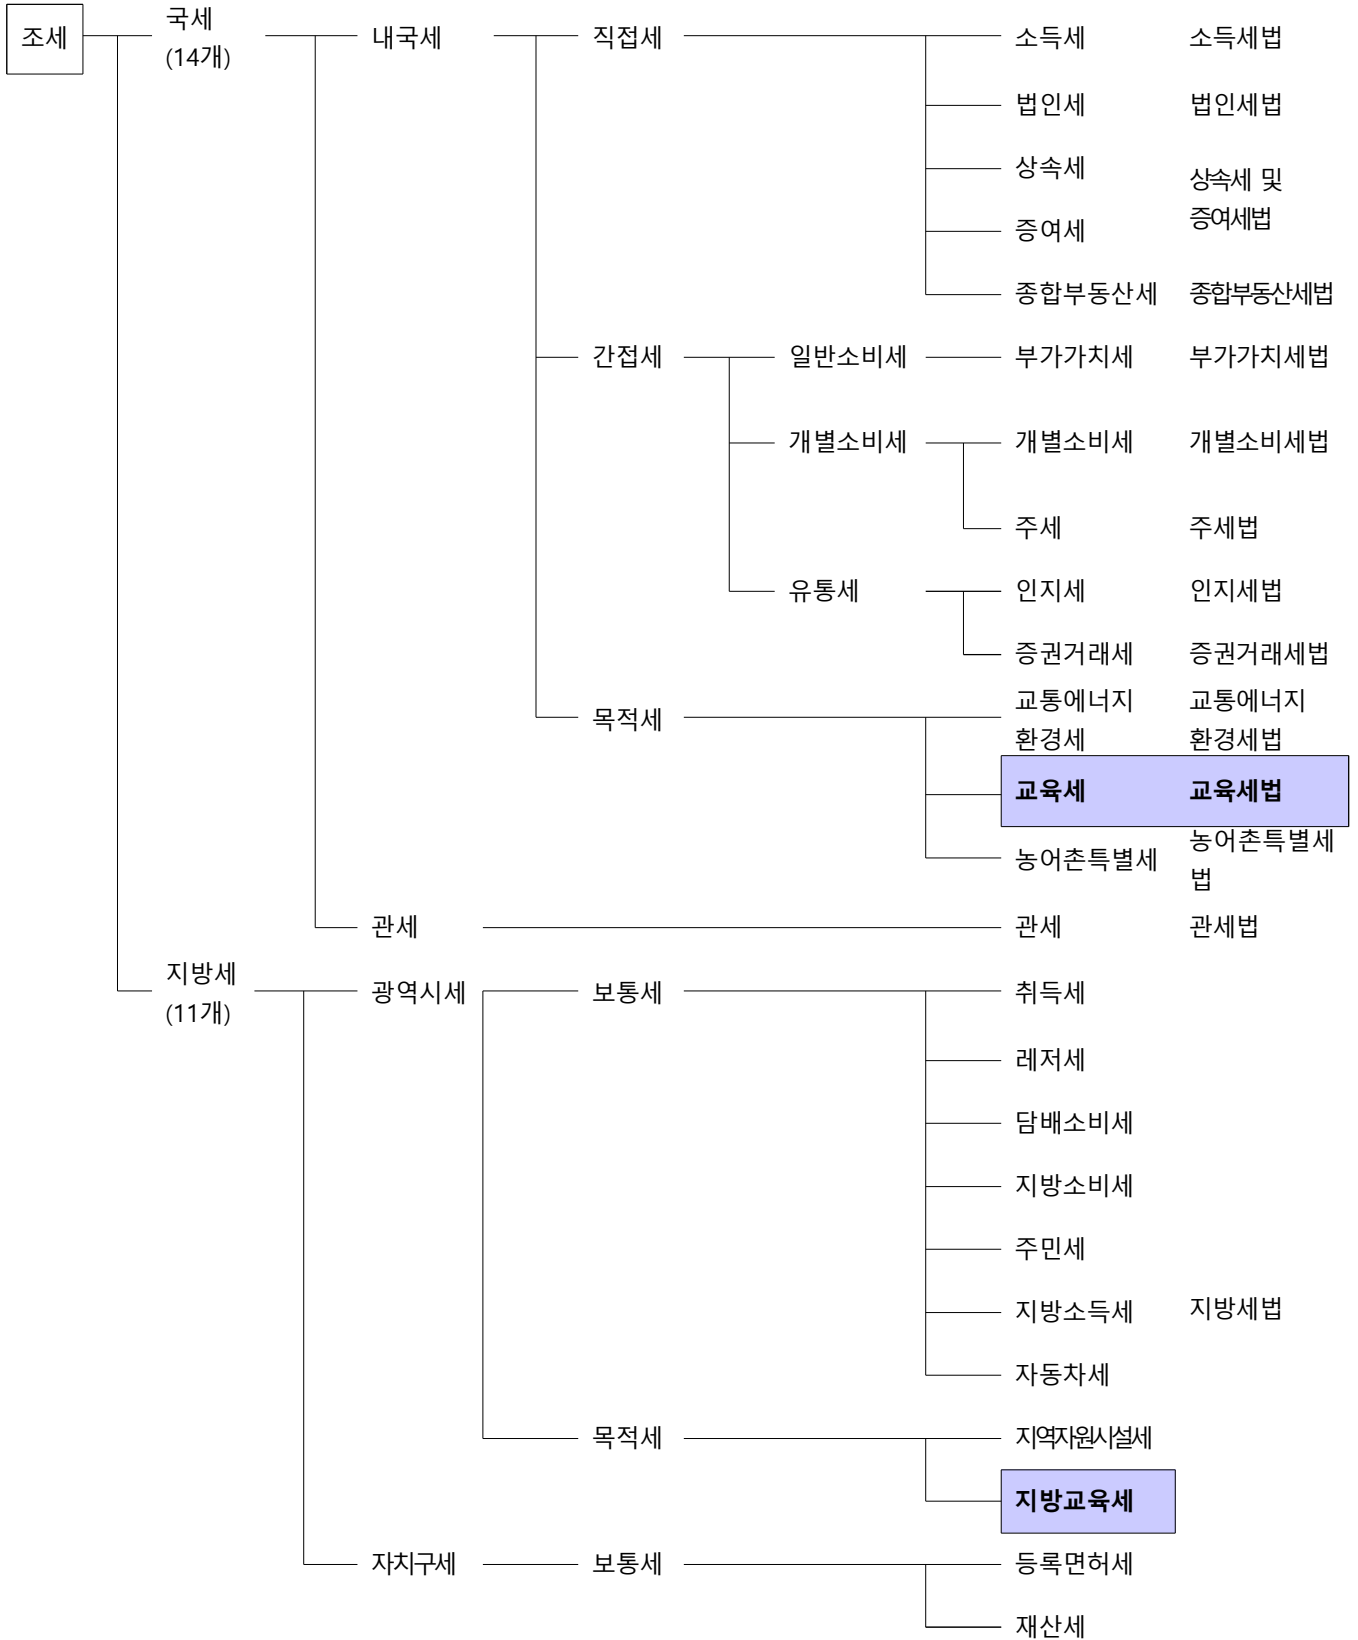 조세
국세
(14개)
내국세
직접세
소득세 소득세법
법인세 법인세법
상속세
상속세 및
증여세법
증여세
종합부동산세 종합부동산세법
간접세
일반소비세
부가가치세 부가가치세법
개별소비세
개별소비세 개별소비세법
주세 주세법
유통세
인지세 인지세법
증권거래세 증권거래세법
목적세
교통에너지
환경세
교통에너지
환경세법
교육세 교육세법
농어촌특별세
농어촌특별세
법
관세
관세 관세법
지방세
(11개)
광역시세
보통세
취득세
레저세
담배소비세
지방소비세
주민세
지방소득세 지방세법
자동차세
목적세
지역자원시설세
지방교육세
자치구세
보통세
등록면허세
재산세